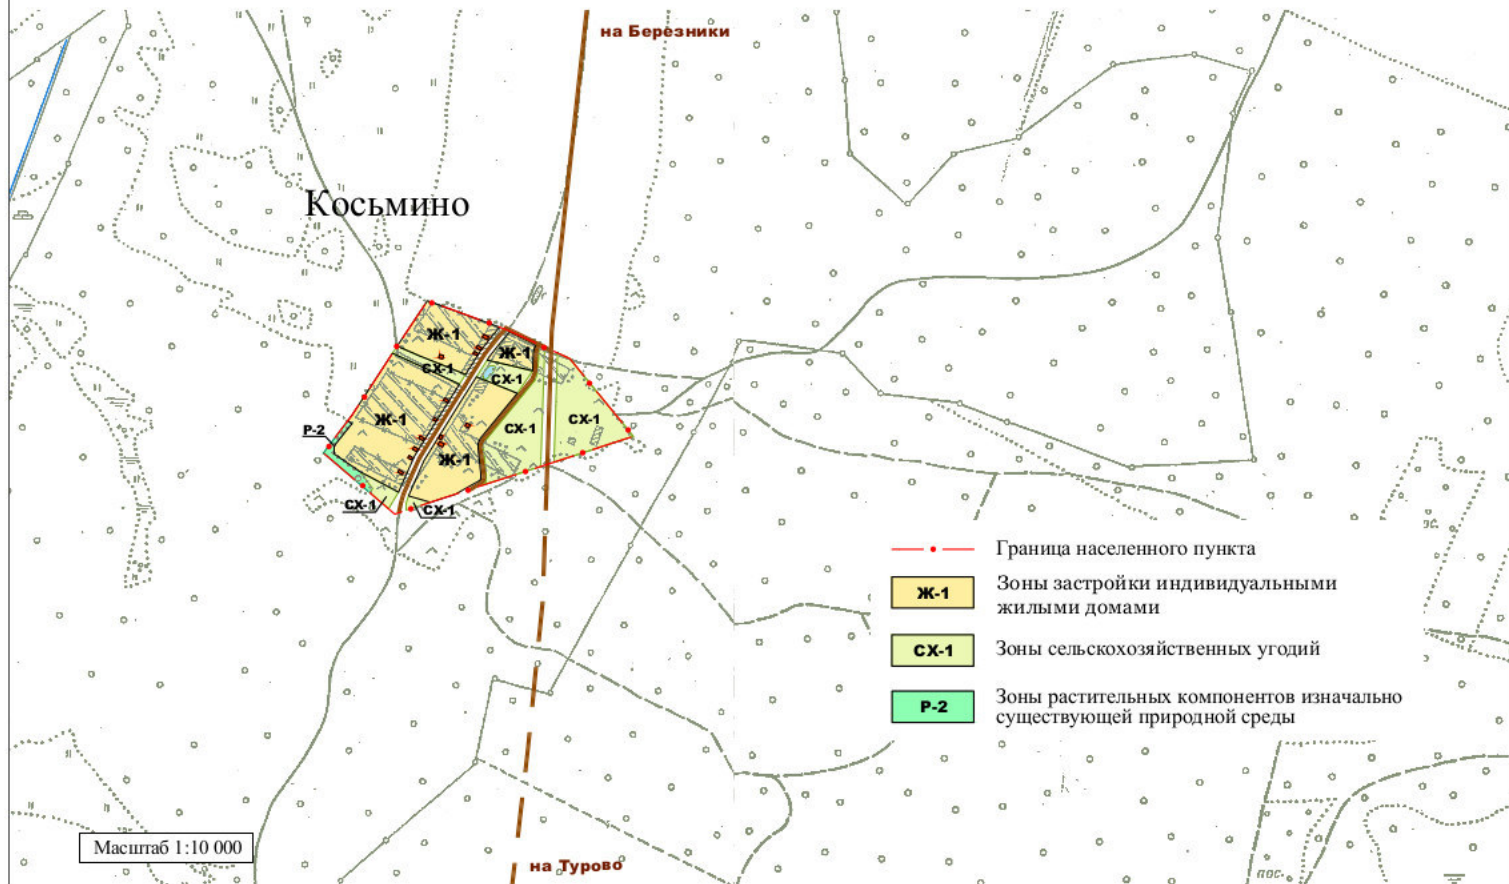 на Березники
Косьмино
Ж-1
Ж-1
СХ-1
СХ-1
Ж-1
СХ-1
СХ-1
Р-2
Ж-1
СХ-1
СХ-1
Граница населенного пункта
Ж-1
Зоны застройки индивидуальными
жилыми домами
СХ-1
Зоны сельскохозяйственных угодий
Р-2
Зоны растительных компонентов изначально
существующей природной среды
Масштаб 1:10 000
на Турово
пос.